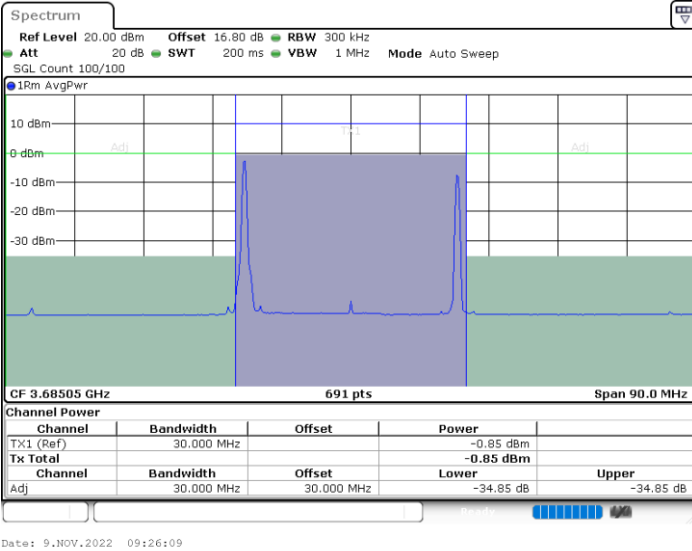 Spectrum
Ref Level 20.00 dBm Offset 16.80 dB RBW 300 kHz
Att 20 dB SWT 200 ms VBW 1 MHz Mode Auto Sweep
SGL Count 100/100
1Rm AvgPwr
10 dBm
TX1
Adj Adj
0 dBm
-10 dBm
-20 dBm
-30 dBm
CF 3.68505 GHz 691 pts Span 90.0 MHz
Channel Power
Channel Bandwidth Offset Power
TX1 (Ref) 30.000 MHz -0.85 dBm
Tx Total -0.85 dBm
Channel Bandwidth Offset Lower Upper
Adj 30.000 MHz 30.000 MHz -34.85 dB -34.85 dB
Ready
Date: 9.NOV.2022 09:26:09